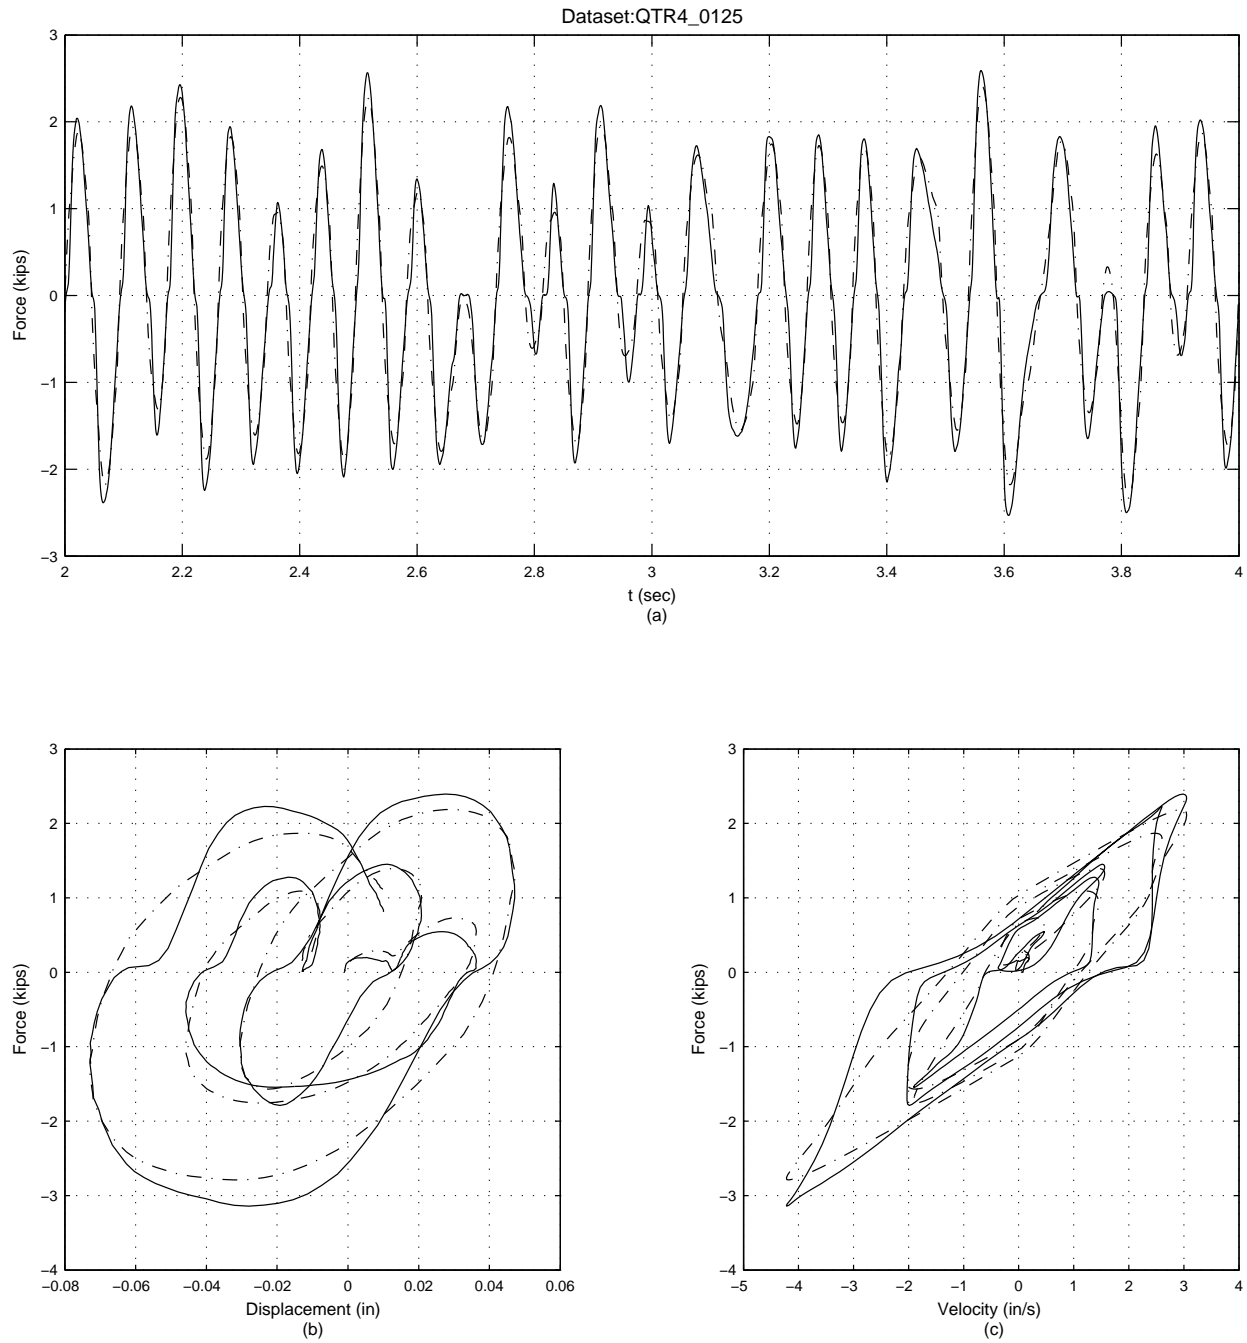 Dataset:QTR4_0125
3
2
1
0
−1
−2
−3
Force (kips)
2 2.2 2.4 2.6 2.8 3 3.2 3.4 3.6 3.8 4
t (sec)
(a)
3
2
1
0
−1
−2
−3
−4
Force (kips)
−0.08 −0.06 −0.04 −0.02 0 0.02 0.04 0.06
Displacement (in)
(b)
3
2
1
0
−1
−2
−3
−4
Force (kips)
−5 −4 −3 −2 −1 0 1 2 3 4
Velocity (in/s)
(c)